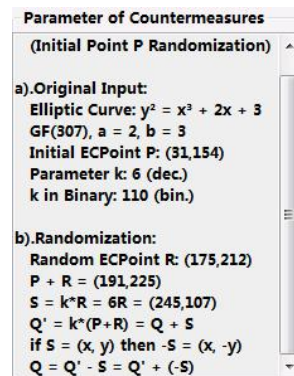 Parameter of Countermeasures
(Initial Point P Randomization)
a).Original Input:
Elliptic Curve: y² = x³ + 2x + 3
GF(307), a = 2, b = 3
Initial ECPoint P: (31,154)
Parameter k: 6 (dec.)
k in Binary: 110 (bin.)
b).Randomization:
Random ECPoint R: (175,212)
P + R = (191,225)
S = k*R = 6R = (245,107)
Q' = k*(P+R) = Q + S
if S = (x, y) then -S = (x, -y)
Q = Q' - S = Q' + (-S)